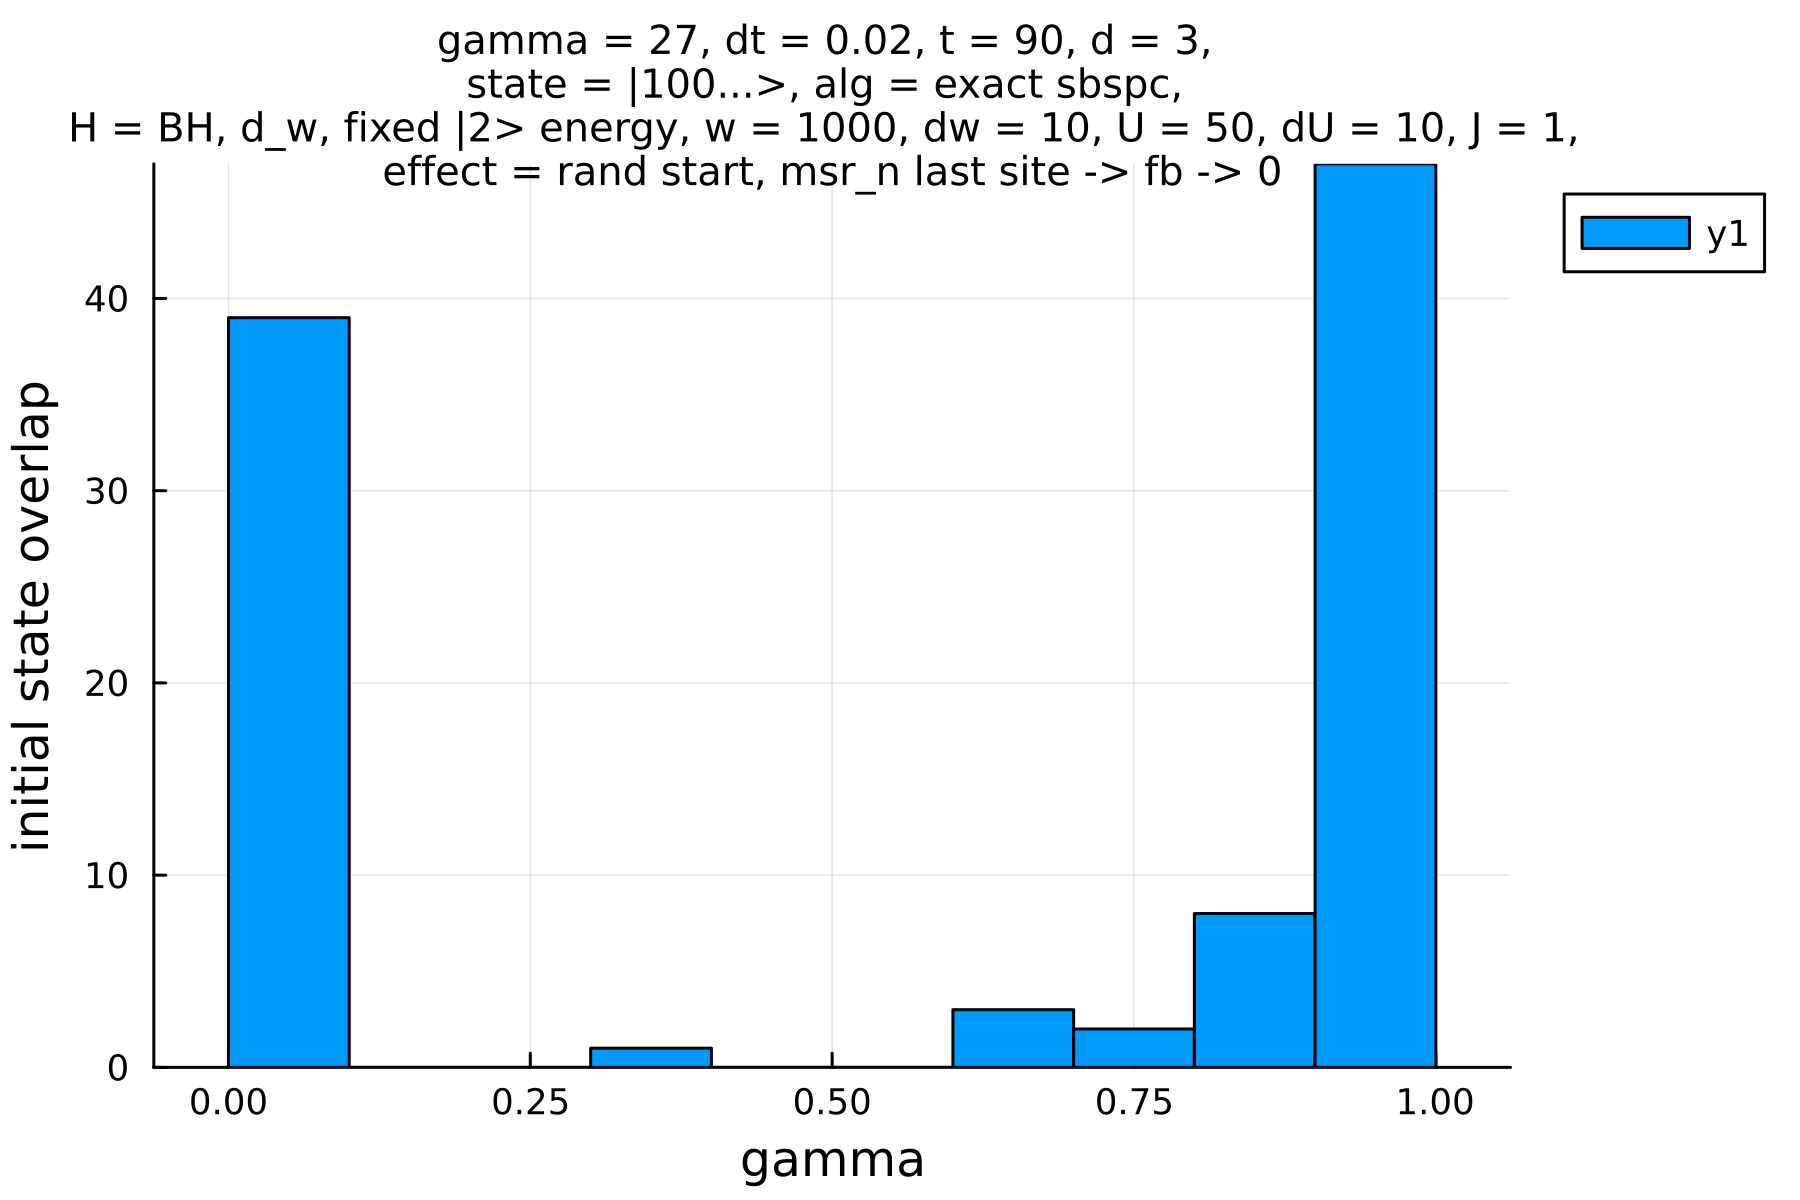 gamma = 27, dt = 0.02, t = 90, d = 3,
state = |100...>, alg = exact sbspc,
H = BH, d_w, fixed |2> energy, w = 1000, dw = 10, U = 50, dU = 10, J = 1,
effect = rand start, msr_n last site -> fb -> 0
y1
40
30
20
10
0
initial state overlap
0.00 0.25 0.50 0.75 1.00
gamma